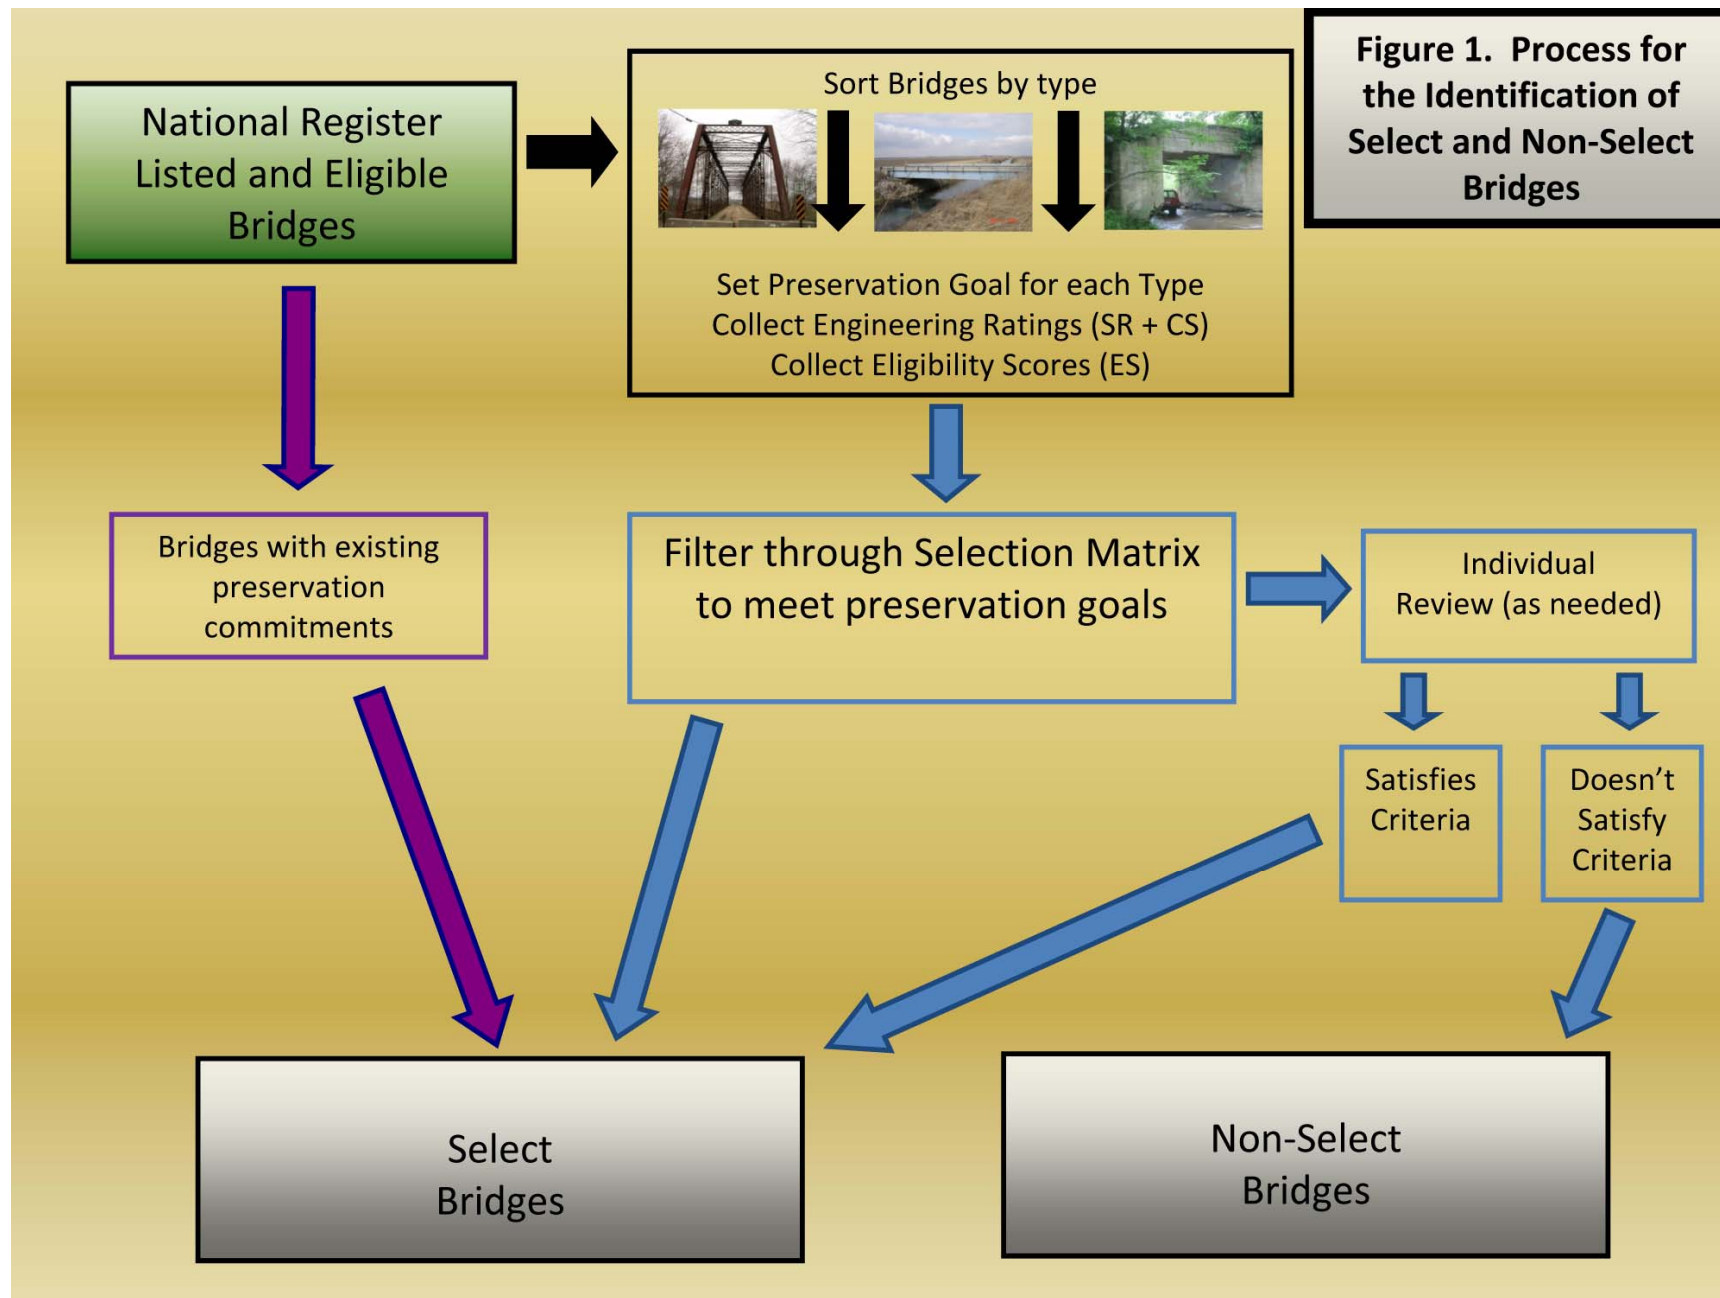 Figure 1.  Process for
the Identification of
Select and Non-Select
Bridges
National Register
Listed and Eligible
Bridges
Sort Bridges by type
Set Preservation Goal for each Type
Collect Engineering Ratings (SR + CS)
Collect Eligibility Scores (ES)
Bridges with existing
preservation
commitments
Filter through Selection Matrix
to meet preservation goals
Individual
Review (as needed)
Satisfies
Criteria
Doesn’t
Satisfy
Criteria
Select
Bridges
Non-Select
Bridges